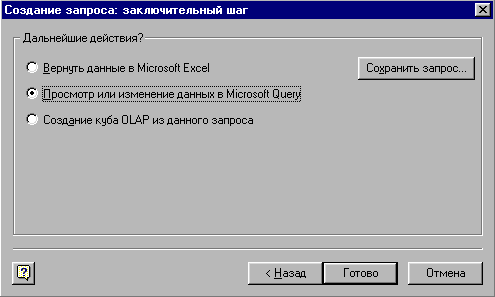 Создание запроса: заключительный шаг
Дальнейшие действия?
Вернуть данные в Microsoft Excel
Сохранить запрос...
Просмотр или изменение данных в Microsoft Query
Создание куба OLAP из данного запроса
?
< Назад
Готово
Отмена